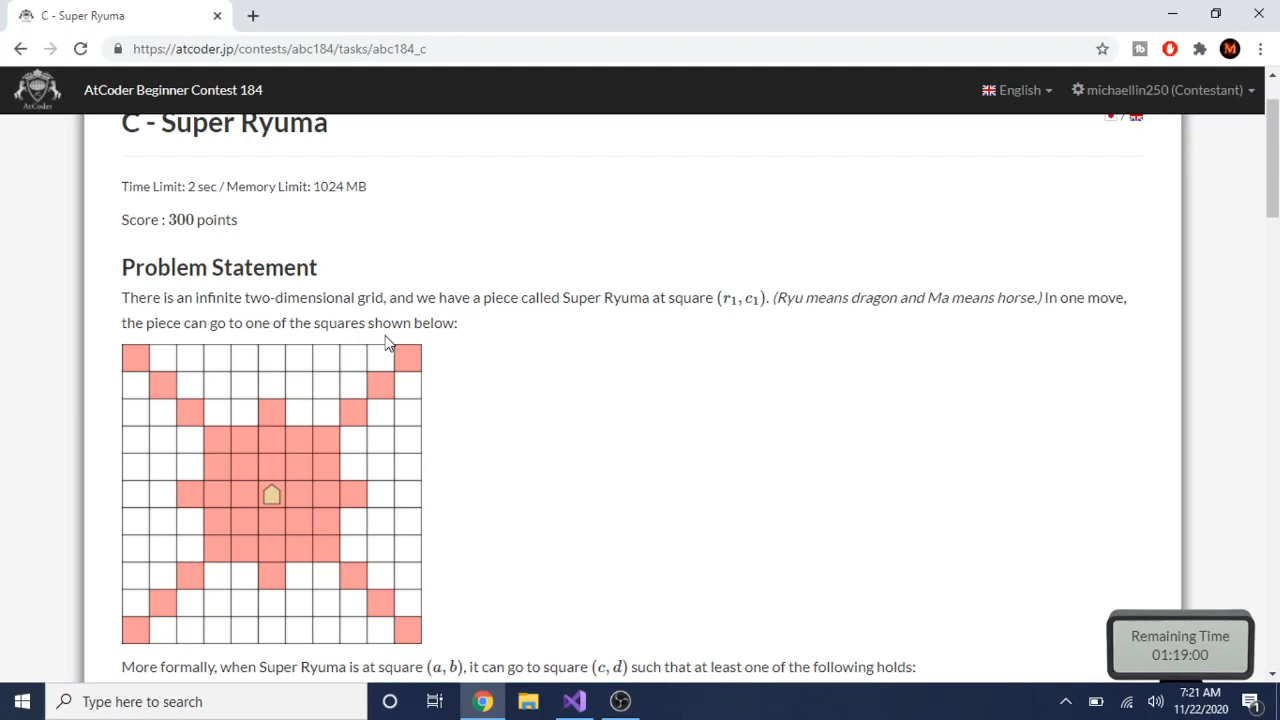 C - Super Ryuma
https://atcoder.jp/contests/abc184/tasks/abc184_c
M
AtCoder
AtCoder Beginner Contest 184
English
michaellin250 (Contestant)
C - Super Ryuma
/
Time Limit: 2 sec / Memory Limit: 1024 MB
Score : 300 points
Problem Statement
There is an infinite two-dimensional grid, and we have a piece called Super Ryuma at square (r₁, c₁). (Ryu means dragon and Ma means horse.) In one move,
the piece can go to one of the squares shown below:
More formally, when Super Ryuma is at square (a, b), it can go to square (c, d) such that at least one of the following holds:
Remaining Time
01:19:00
Type here to search
7:21 AM
11/22/2020
1